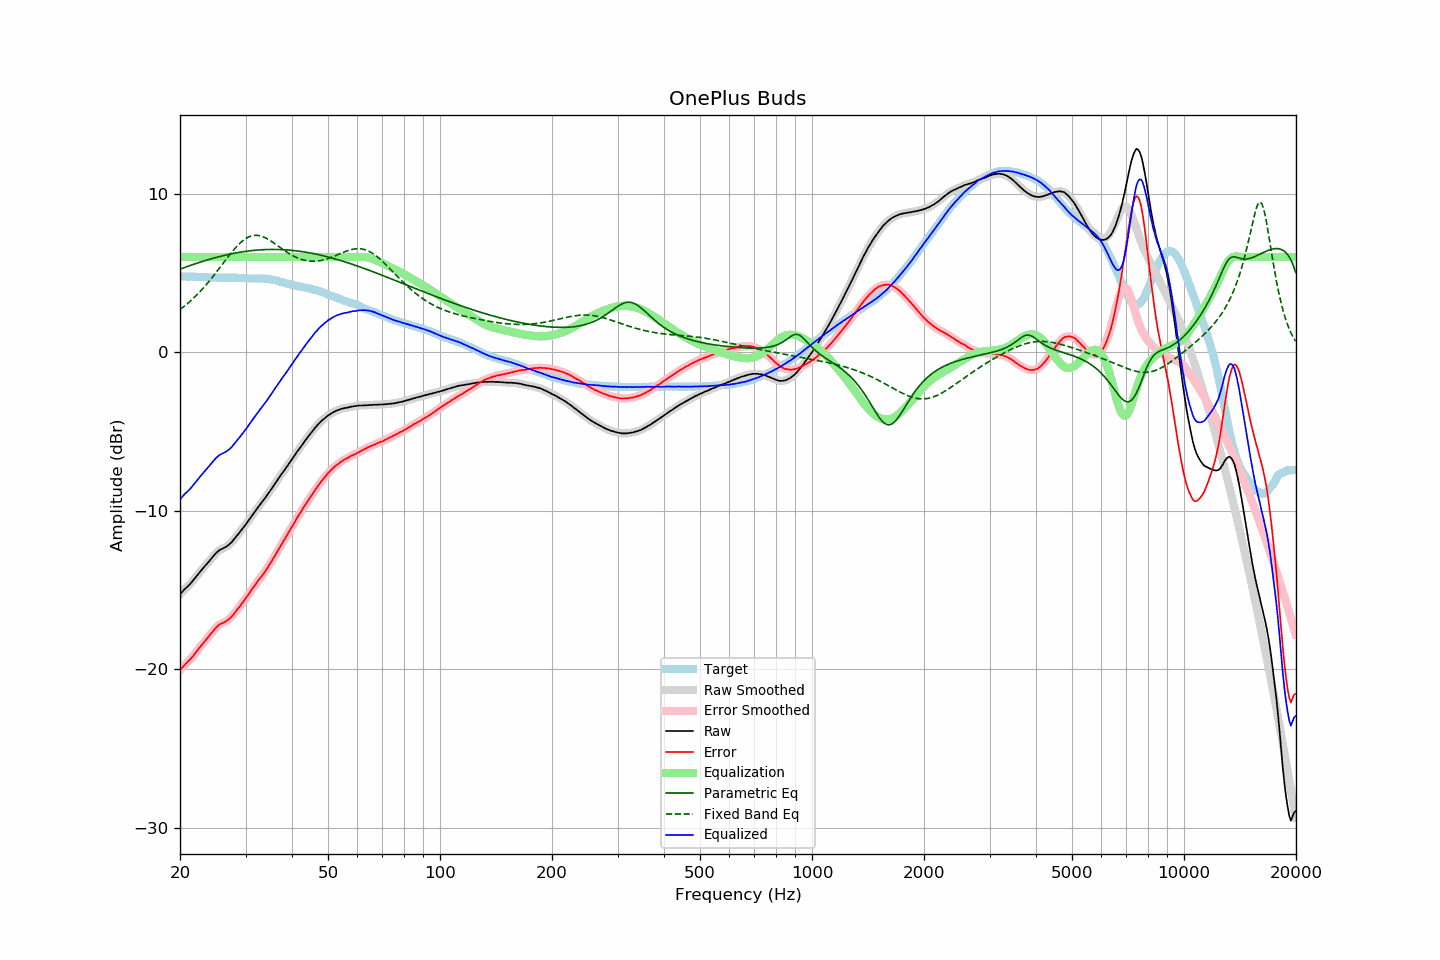 OnePlus Buds
Amplitude (dBr)
10
0
−10
−20
−30
Target
Raw Smoothed
Error Smoothed
Raw
Error
Equalization
Parametric Eq
Fixed Band Eq
Equalized
20 50 100 200 500 1000 2000 5000 10000 20000
Frequency (Hz)